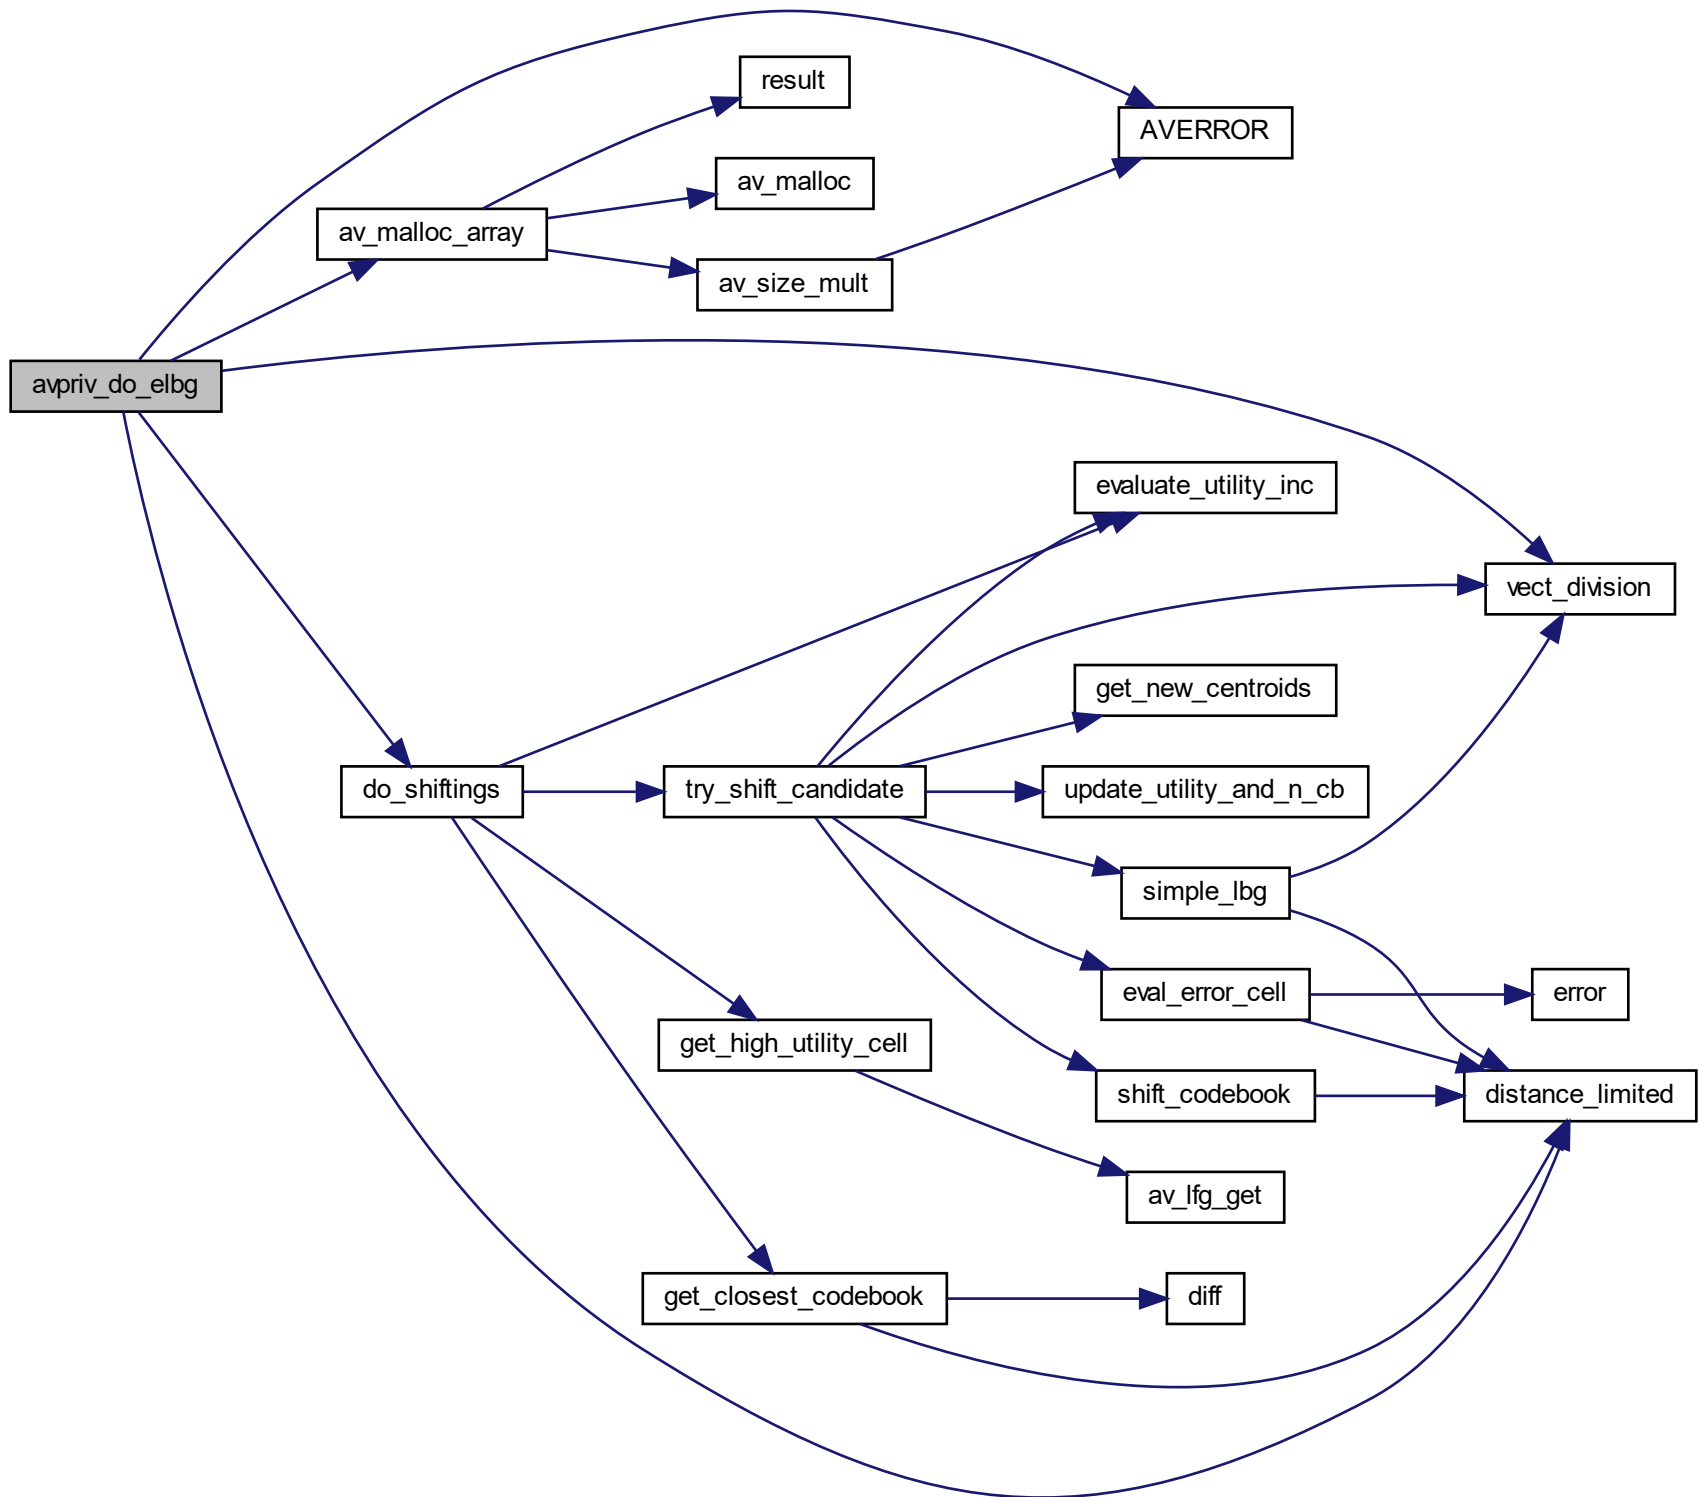 result
AVERROR
av_malloc
av_malloc_array
av_size_mult
avpriv_do_elbg
evaluate_utility_inc
vect_division
get_new_centroids
do_shiftings
try_shift_candidate
update_utility_and_n_cb
simple_lbg
eval_error_cell
error
get_high_utility_cell
shift_codebook
distance_limited
av_lfg_get
get_closest_codebook
diff